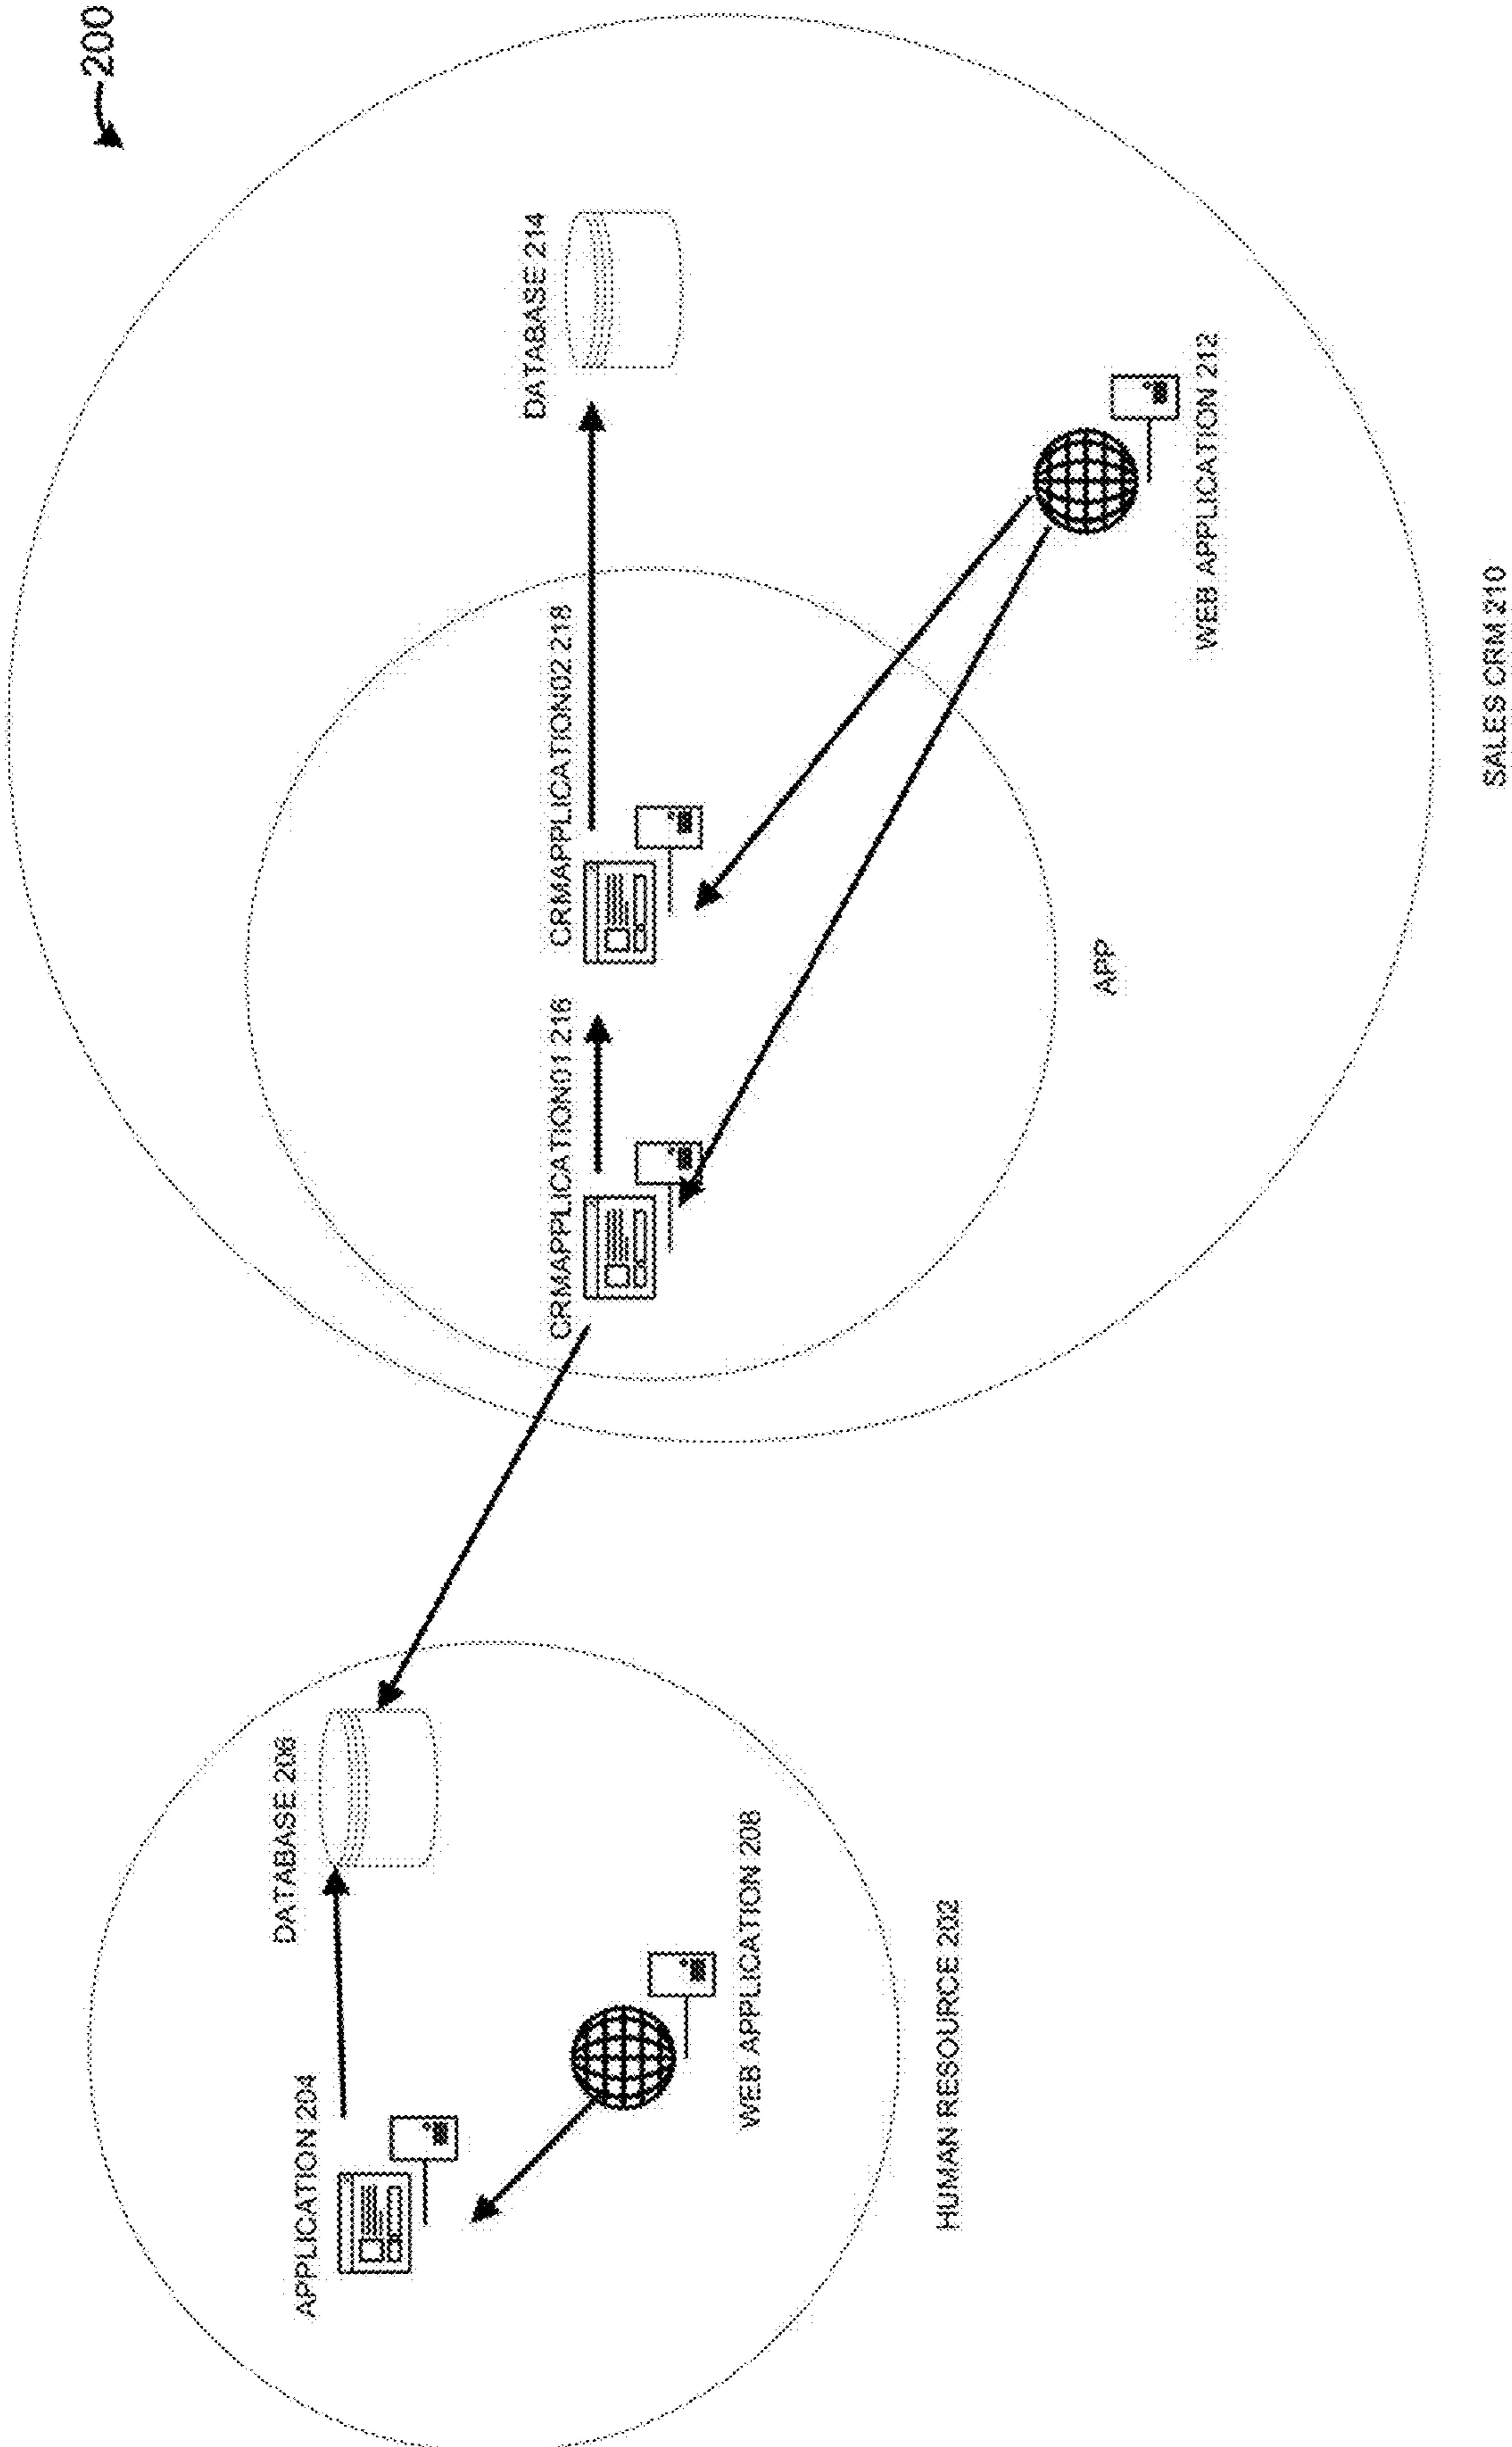 200
DATABASE 206
APPLICATION 204
DATABASE 214
CRMAPPLICATION01 216
CRMAPPLICATION02 218
WEB APPLICATION 208
HUMAN RESOURCE 202
APP
WEB APPLICATION 212
SALES CRM 210